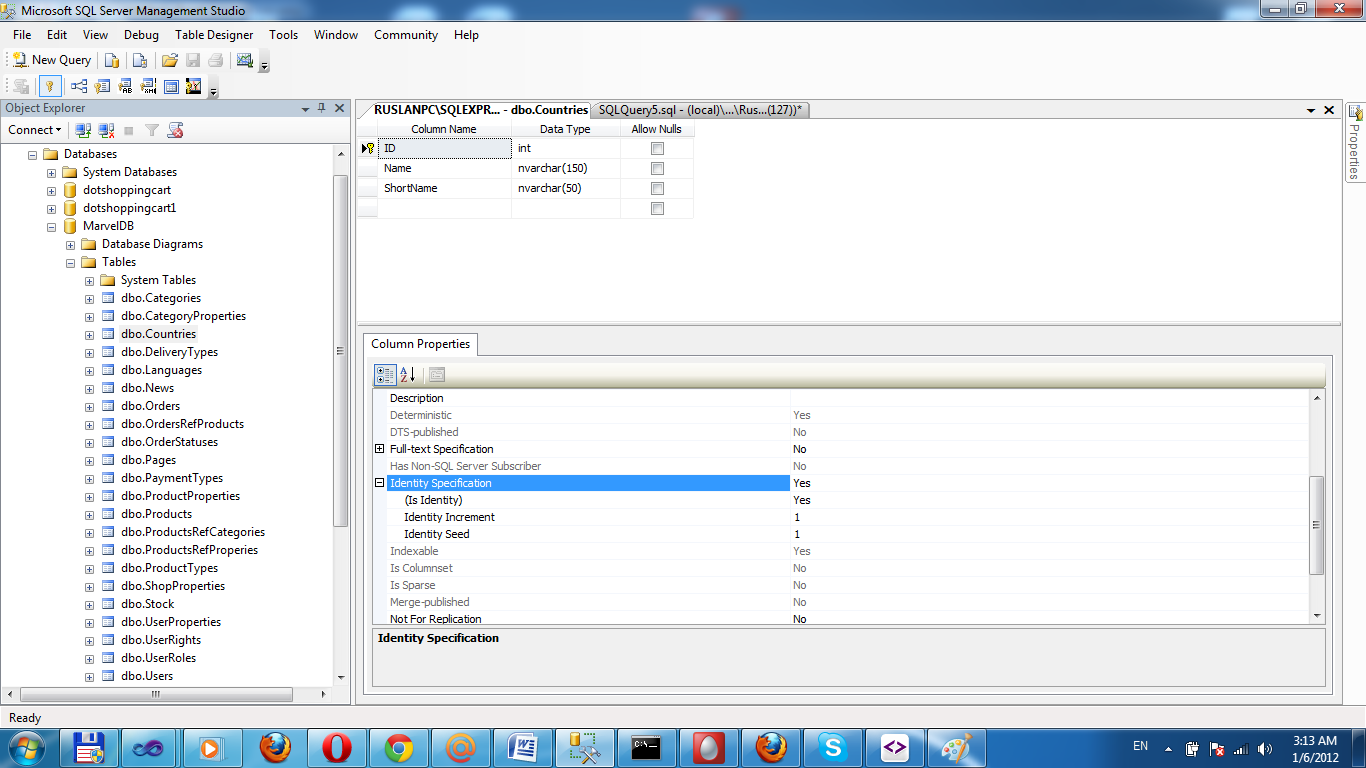 Microsoft SQL Server Management Studio
File Edit View Debug Table Designer Tools Window Community Help
New Query
Object Explorer
Connect
Databases
System Databases
dotshoppingcart
dotshoppingcart1
MarvelDB
Database Diagrams
Tables
System Tables
dbo.Categories
dbo.CategoryProperties
dbo.Countries
dbo.DeliveryTypes
dbo.Languages
dbo.News
dbo.Orders
dbo.OrdersRefProducts
dbo.OrderStatuses
dbo.Pages
dbo.PaymentTypes
dbo.ProductProperties
dbo.Products
dbo.ProductsRefCategories
dbo.ProductsRefProperies
dbo.ProductTypes
dbo.ShopProperties
dbo.Stock
dbo.UserProperties
dbo.UserRights
dbo.UserRoles
dbo.Users
RUSLANPC\SQLEXPR... - dbo.Countries SQLQuery5.sql - (local)\...\Rus...(127))*
Column Name Data Type Allow Nulls
ID int
Name nvarchar(150)
ShortName nvarchar(50)
Column Properties
Description
Deterministic Yes
DTS-published No
Full-text Specification No
Has Non-SQL Server Subscriber No
Identity Specification Yes
(Is Identity) Yes
Identity Increment 1
Identity Seed 1
Indexable Yes
Is Columnset No
Is Sparse No
Merge-published No
Not For Replication No
Identity Specification
Properties
Ready
EN
3:13 AM
1/6/2012